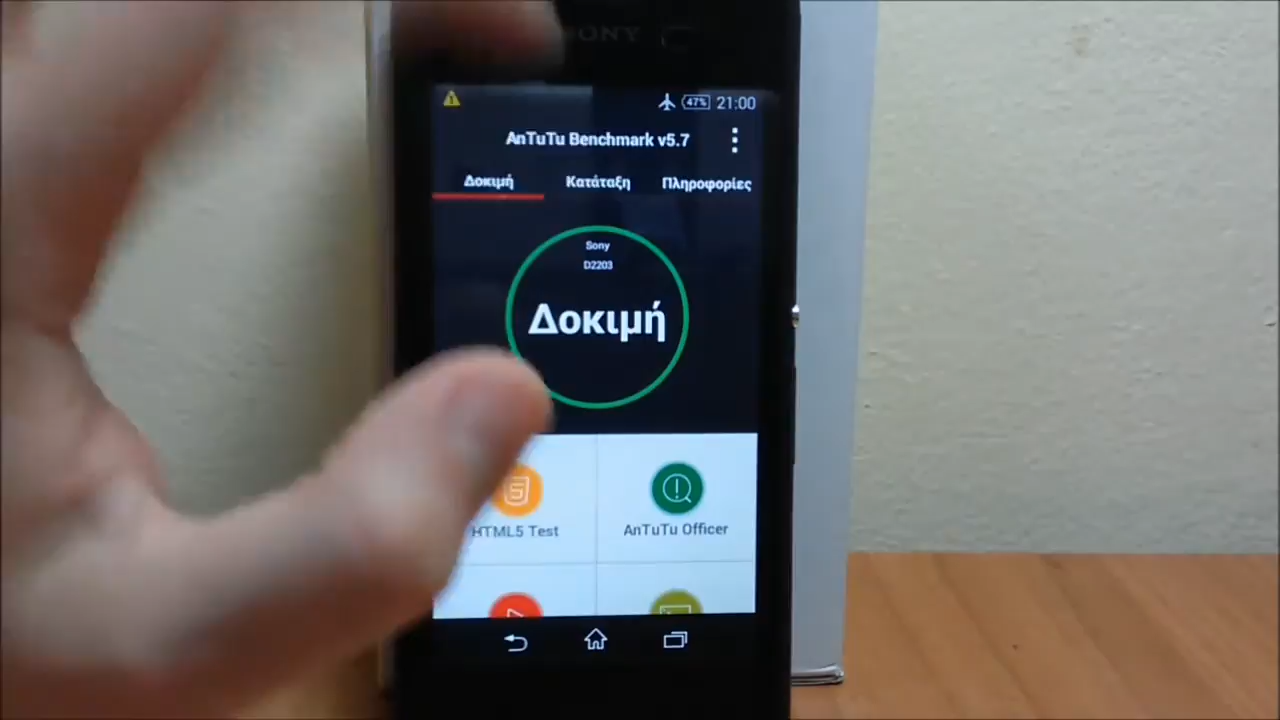 SONY
47% 21:00
AnTuTu Benchmark v5.7
Δοκιμή Κατάταξη Πληροφορίες
Sony
D2203
Δοκιμή
HTML5 Test AnTuTu Officer